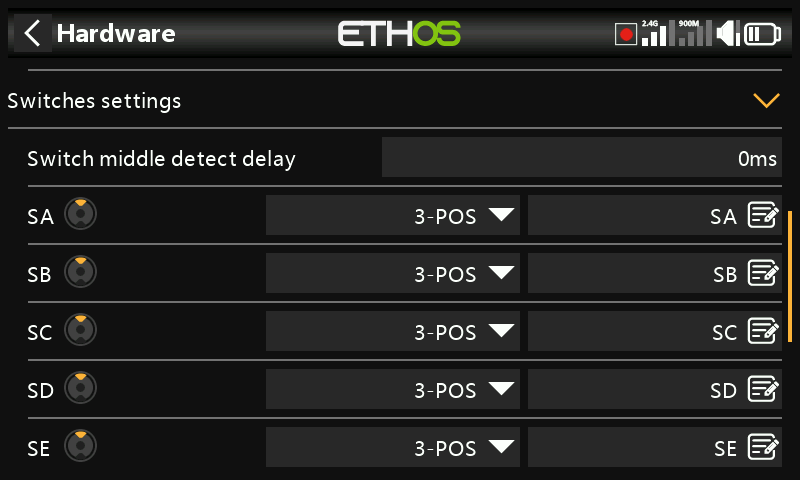 Hardware ETHOS 2.4G 900M
Switches settings
Switch middle detect delay 0ms
SA 3-POS SA
SB 3-POS SB
SC 3-POS SC
SD 3-POS SD
SE 3-POS SE